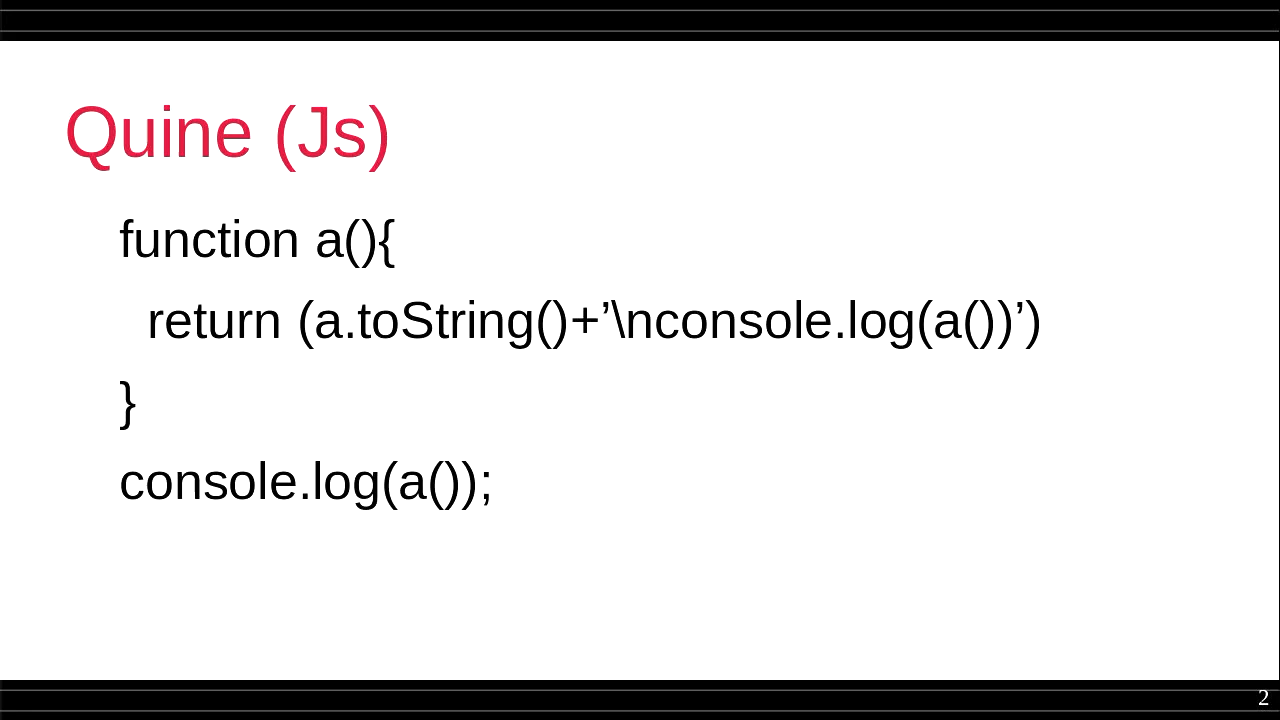 Quine (Js)
function a(){
return (a.toString()+’\nconsole.log(a())’)
}
console.log(a());
2